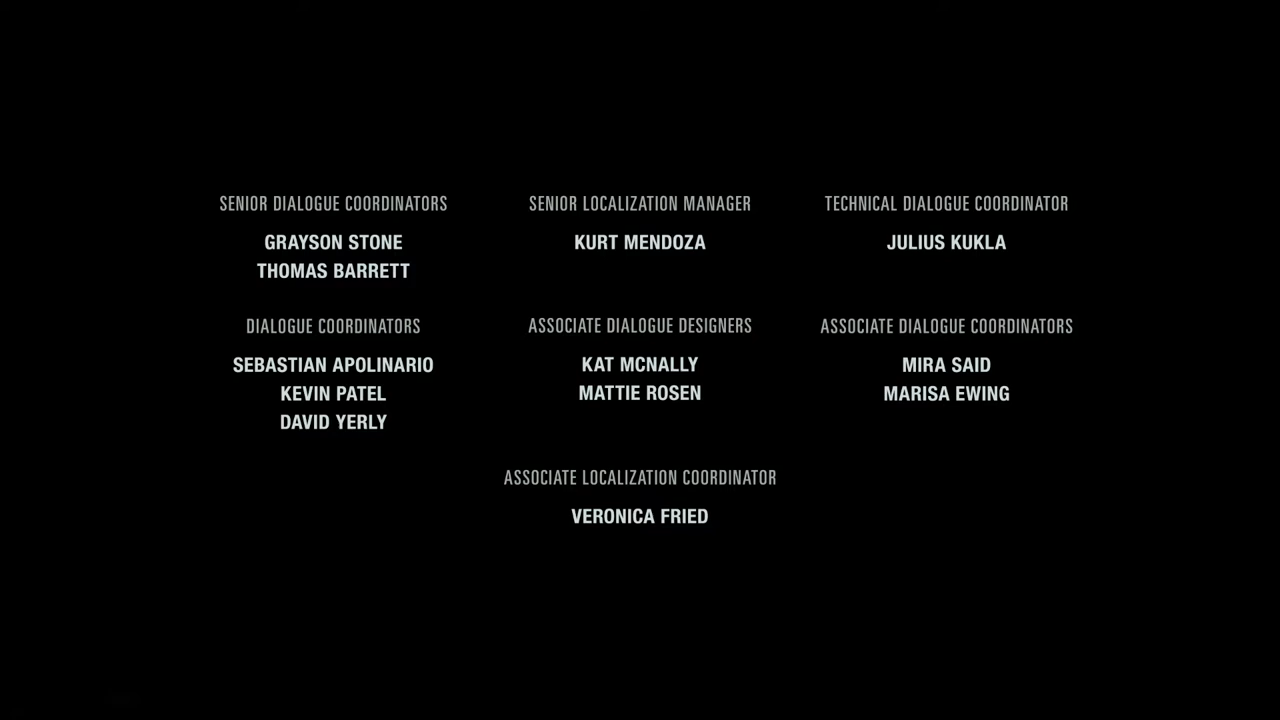 SENIOR DIALOGUE COORDINATORS
GRAYSON STONE
THOMAS BARRETT
SENIOR LOCALIZATION MANAGER
KURT MENDOZA
TECHNICAL DIALOGUE COORDINATOR
JULIUS KUKLA
DIALOGUE COORDINATORS
SEBASTIAN APOLINARIO
KEVIN PATEL
DAVID YERLY
ASSOCIATE DIALOGUE DESIGNERS
KAT MCNALLY
MATTIE ROSEN
ASSOCIATE DIALOGUE COORDINATORS
MIRA SAID
MARISA EWING
ASSOCIATE LOCALIZATION COORDINATOR
VERONICA FRIED